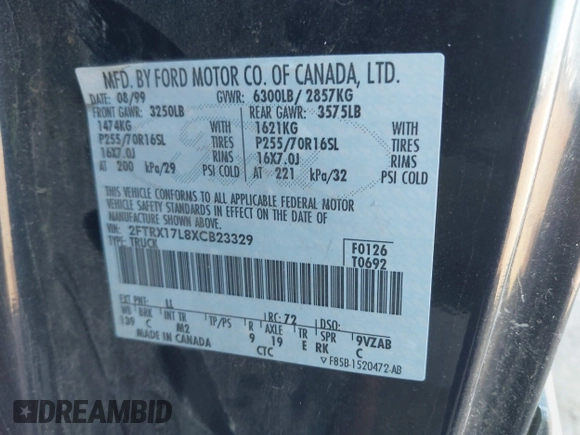 MFD. BY FORD MOTOR CO. OF CANADA, LTD.
DATE: 08/99 GVWR: 6300LB/ 2857KG
FRONT GAWR: 3250LB REAR GAWR: 3575LB
1474KG WITH 1621KG WITH
P255/70R16SL TIRES P255/70R16SL TIRES
16X7.0J RIMS 16X7.0J RIMS
AT 200 kPa/29 PSI COLD AT 221 kPa/32 PSI COLD
THIS VEHICLE CONFORMS TO ALL APPLICABLE FEDERAL MOTOR
VEHICLE SAFETY AND THEFT PREVENTION STANDARDS IN EFFECT
ON THE DATE OF MANUFACTURE SHOWN ABOVE.
VIN: 2FTRX17L8XCB23329
TYPE: TRUCK
F0126
T0692
EXT PNT: LL RC: 72 DSO:
WB BRK INT TR TP/PS R AXLE TR SPR 9VZAB
139 C M2 9 19 E RK C
MADE IN CANADA CTC
F85B-1520472-AB
DREAMBID